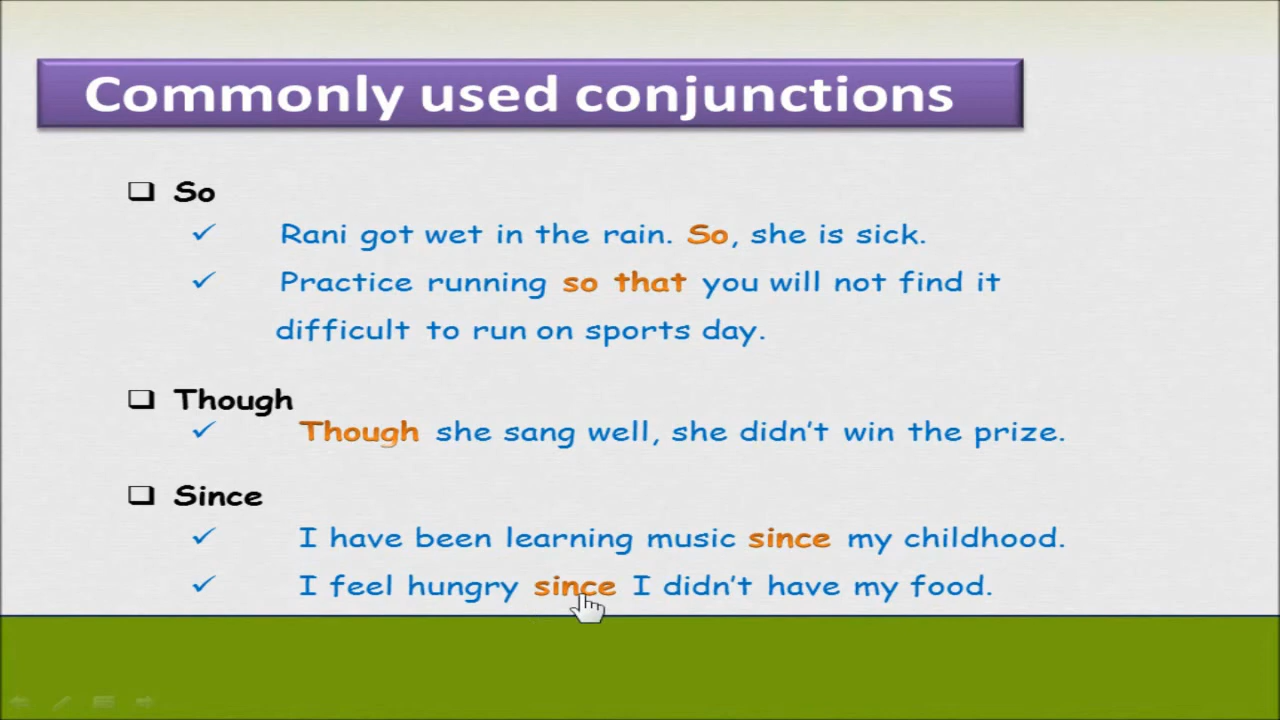 Commonly used conjunctions
So
Rani got wet in the rain. So, she is sick.
Practice running so that you will not find it
difficult to run on sports day.
Though
Though she sang well, she didn't win the prize.
Since
I have been learning music since my childhood.
I feel hungry since I didn't have my food.